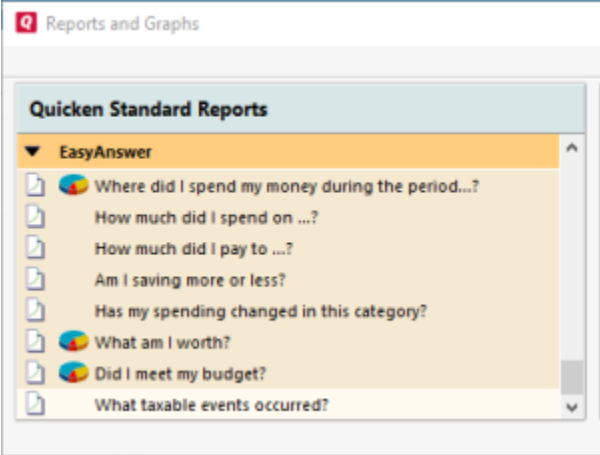 Reports and Graphs
Quicken Standard Reports
EasyAnswer
Where did I spend my money during the period...?
How much did I spend on ...?
How much did I pay to ...?
Am I saving more or less?
Has my spending changed in this category?
What am I worth?
Did I meet my budget?
What taxable events occurred?